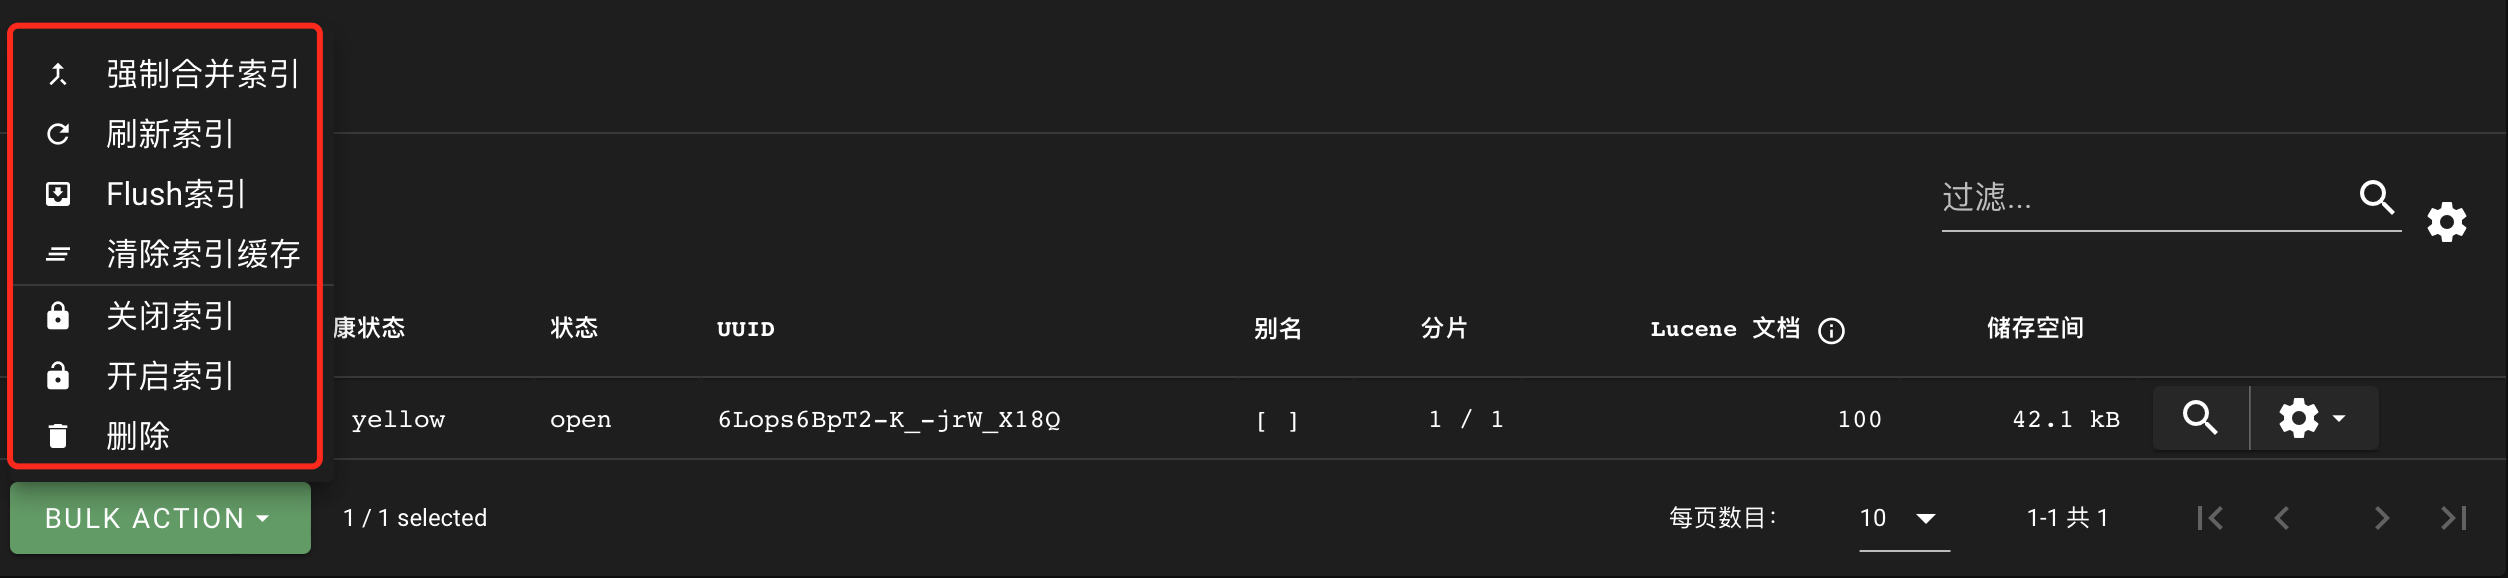 强制合并索引
刷新索引
Flush索引
清除索引缓存
关闭索引
开启索引
删除
BULK ACTION
1 / 1 selected
过滤...
康状态 状态 UUID 别名 分片 Lucene 文档 储存空间
yellow open 6Lops6BpT2-K_-jrW_X18Q [ ] 1 / 1 100 42.1 kB
每页数目: 10 1-1 共 1